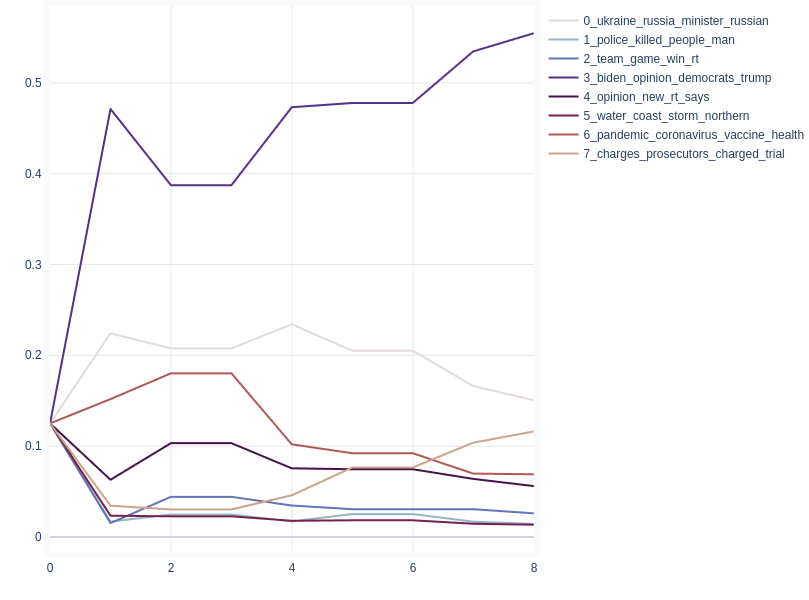 0_ukraine_russia_minister_russian
1_police_killed_people_man
2_team_game_win_rt
3_biden_opinion_democrats_trump
4_opinion_new_rt_says
5_water_coast_storm_northern
6_pandemic_coronavirus_vaccine_health
7_charges_prosecutors_charged_trial
0.5
0.4
0.3
0.2
0.1
0
0 2 4 6 8